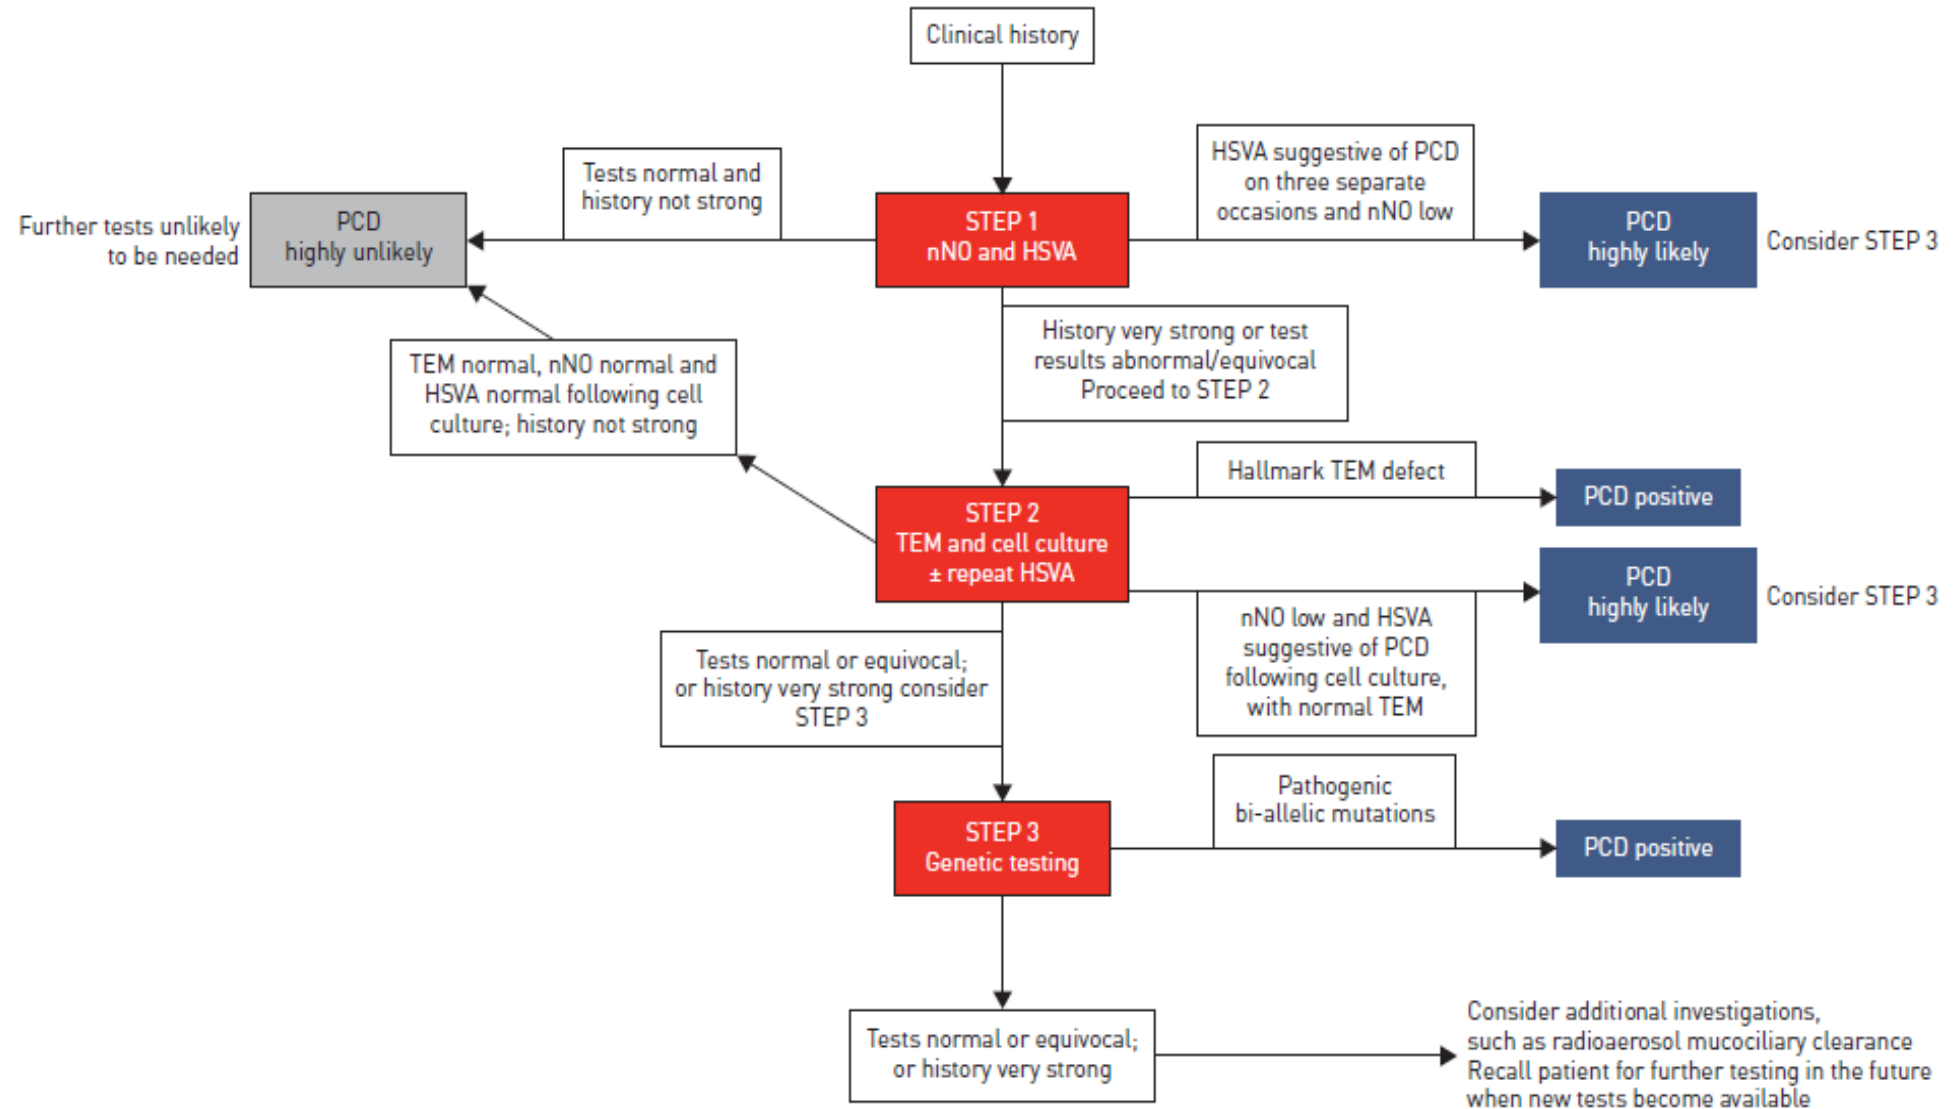 Clinical history
Tests normal and
history not strong
HSVA suggestive of PCD
on three separate
occasions and nNO low
Further tests unlikely
to be needed
PCD
highly unlikely
STEP 1
nNO and HSVA
PCD
highly likely
Consider STEP 3
History very strong or test
results abnormal/equivocal
Proceed to STEP 2
TEM normal, nNO normal and
HSVA normal following cell
culture; history not strong
Hallmark TEM defect
PCD positive
STEP 2
TEM and cell culture
± repeat HSVA
PCD
highly likely
Consider STEP 3
nNO low and HSVA
suggestive of PCD
following cell culture,
with normal TEM
Tests normal or equivocal;
or history very strong consider
STEP 3
Pathogenic
bi-allelic mutations
STEP 3
Genetic testing
PCD positive
Tests normal or equivocal;
or history very strong
Consider additional investigations,
such as radioaerosol mucociliary clearance
Recall patient for further testing in the future
when new tests become available